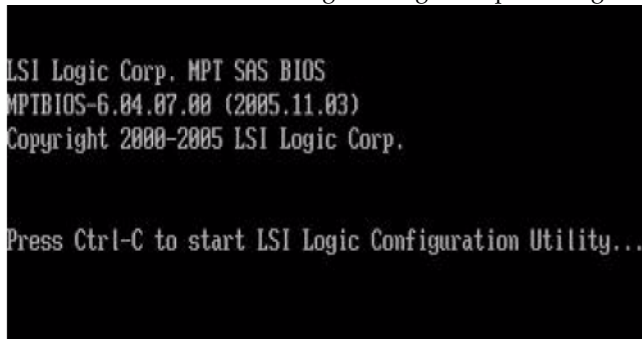 LSI Logic Corp. MPT SAS BIOS
MPTBIOS-6.04.07.00 (2005.11.03)
Copyright 2000-2005 LSI Logic Corp.
Press Ctrl-C to start LSI Logic Configuration Utility...